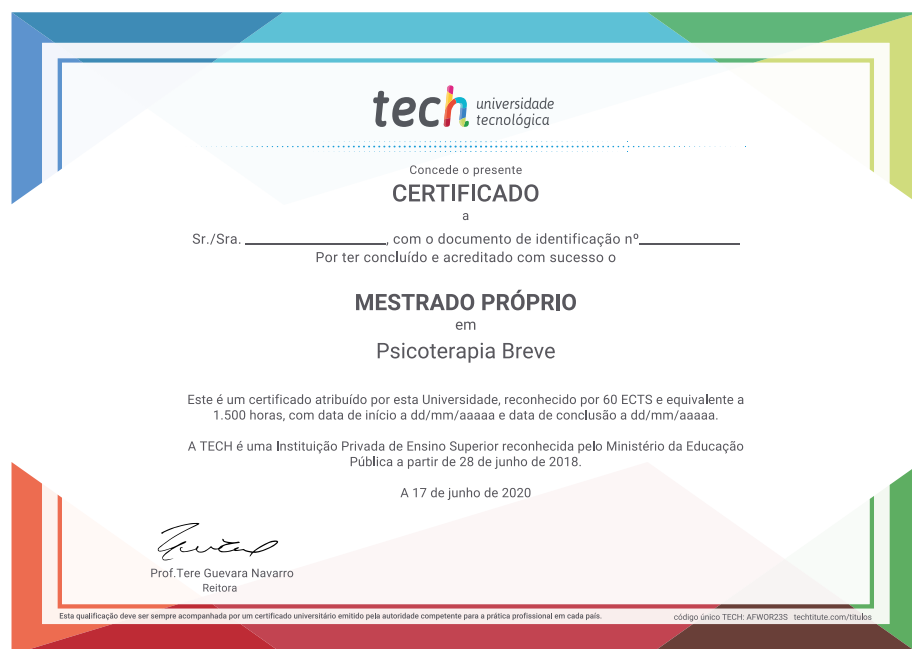 tech universidade
tecnológica
Concede o presente
CERTIFICADO
a
Sr./Sra. __________________, com o documento de identificação nº_____________
Por ter concluído e acreditado com sucesso o
MESTRADO PRÓPRIO
em
Psicoterapia Breve
Este é um certificado atribuído por esta Universidade, reconhecido por 60 ECTS e equivalente a
1.500 horas, com data de início a dd/mm/aaaaa e data de conclusão a dd/mm/aaaaa.
A TECH é uma Instituição Privada de Ensino Superior reconhecida pelo Ministério da Educação
Pública a partir de 28 de junho de 2018.
A 17 de junho de 2020
Prof.Tere Guevara Navarro
Reitora
Esta qualificação deve ser sempre acompanhada por um certificado universitário emitido pela autoridade competente para a prática profissional em cada país.
código único TECH: AFWOR23S techtitute.com/titulos